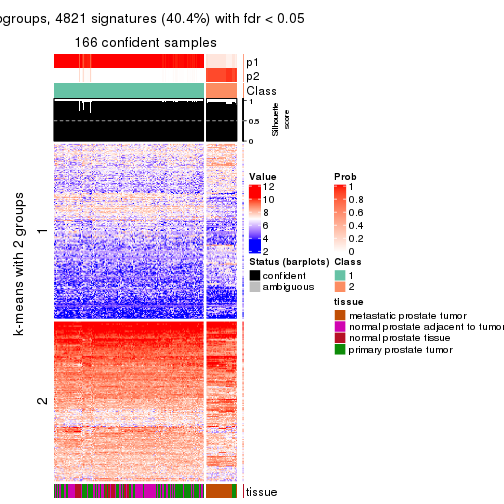 ogroups, 4821 signatures (40.4%) with fdr < 0.05
166 confident samples
p1
p2
Class
1
0.5
0
Silhouette
score
k-means with 2 groups
1
2
Value
12
10
8
6
4
2
Prob
1
0.8
0.6
0.4
0.2
0
Status (barplots)
confident
ambiguous
Class
1
2
tissue
metastatic prostate tumor
normal prostate adjacent to tumor
normal prostate tissue
primary prostate tumor
tissue